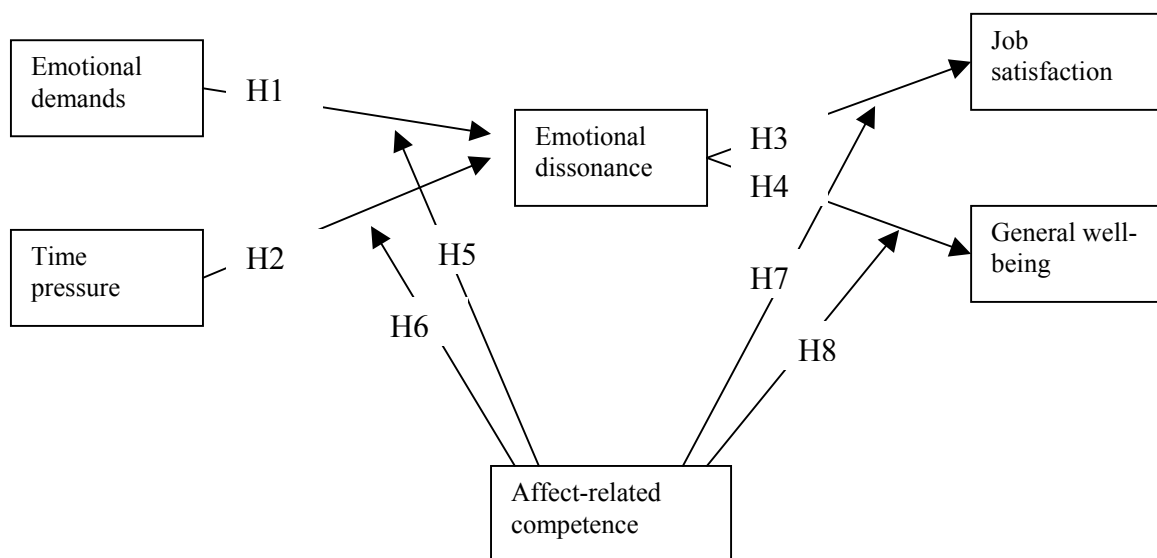 Job
satisfaction
Emotional
demands
H1
Emotional
dissonance
H3
H4
Time
pressure
H2
H5
H7
General well-
being
H6
H8
Affect-related
competence